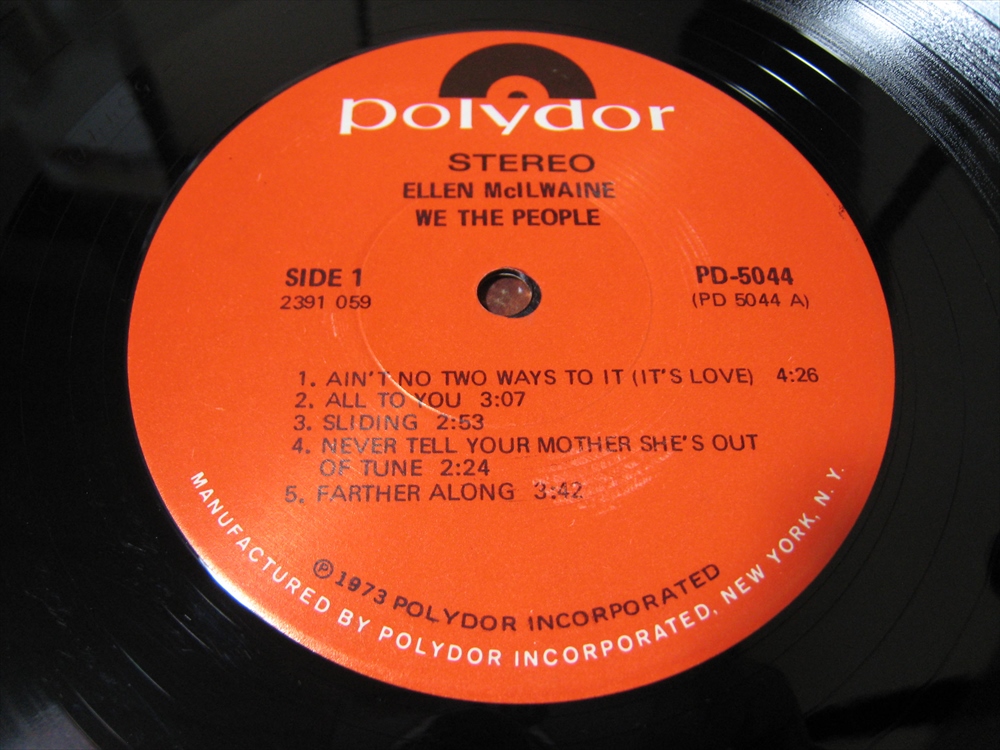 polydor
STEREO
ELLEN McILWAINE
WE THE PEOPLE
SIDE 1
2391 059
PD-5044
(PD 5044 A)
1. AIN'T NO TWO WAYS TO IT (IT'S LOVE) 4:26
2. ALL TO YOU 3:07
3. SLIDING 2:53
4. NEVER TELL YOUR MOTHER SHE'S OUT
OF TUNE 2:24
5. FARTHER ALONG 3:42
Ⓟ 1973 POLYDOR INCORPORATED
MANUFACTURED BY POLYDOR INCORPORATED, NEW YORK, N. Y.